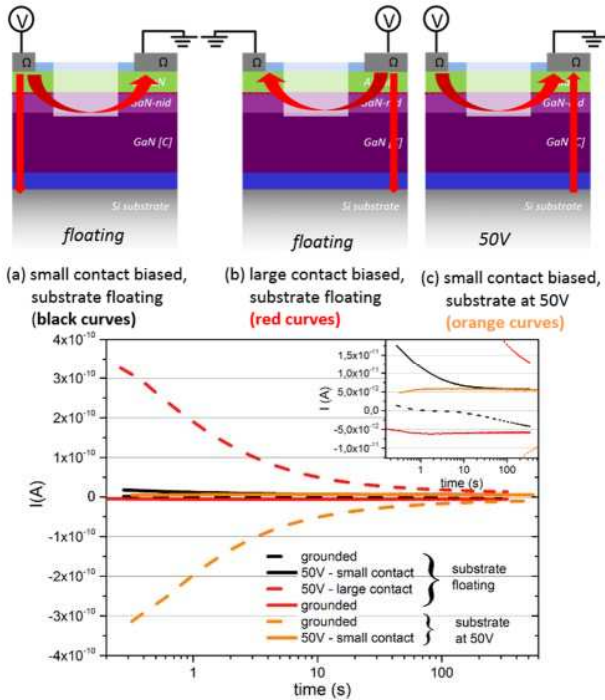 V V V
Ω Ω Ω Ω Ω Ω
GaN-nid GaN-nid
GaN [C] GaN [C] GaN [C]
Si substrate Si substrate Si substrate
floating floating 50V
(a) small contact biased, (b) large contact biased, (c) small contact biased,
substrate floating substrate floating substrate at 50V
(black curves) (red curves) (orange curves)
4x10⁻¹⁰
3x10⁻¹⁰
2x10⁻¹⁰
1x10⁻¹⁰
0
-1x10⁻¹⁰
-2x10⁻¹⁰
-3x10⁻¹⁰
-4x10⁻¹⁰
I(A)
1,5x10⁻¹¹
1,0x10⁻¹¹
5,0x10⁻¹²
0,0
-5,0x10⁻¹²
-1,0x10⁻¹¹
I (A)
1 10 100
time (s)
grounded
50V - small contact
50V - large contact
grounded
substrate
floating
grounded
50V - small contact
substrate
at 50V
1 10 100
time (s)